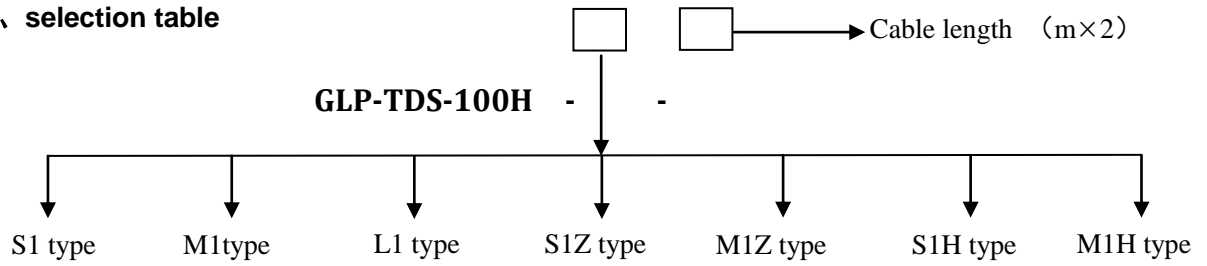 、 selection table
Cable length （m×2）
GLP-TDS-100H - -
S1 type M1type L1 type S1Z type M1Z type S1H type M1H type